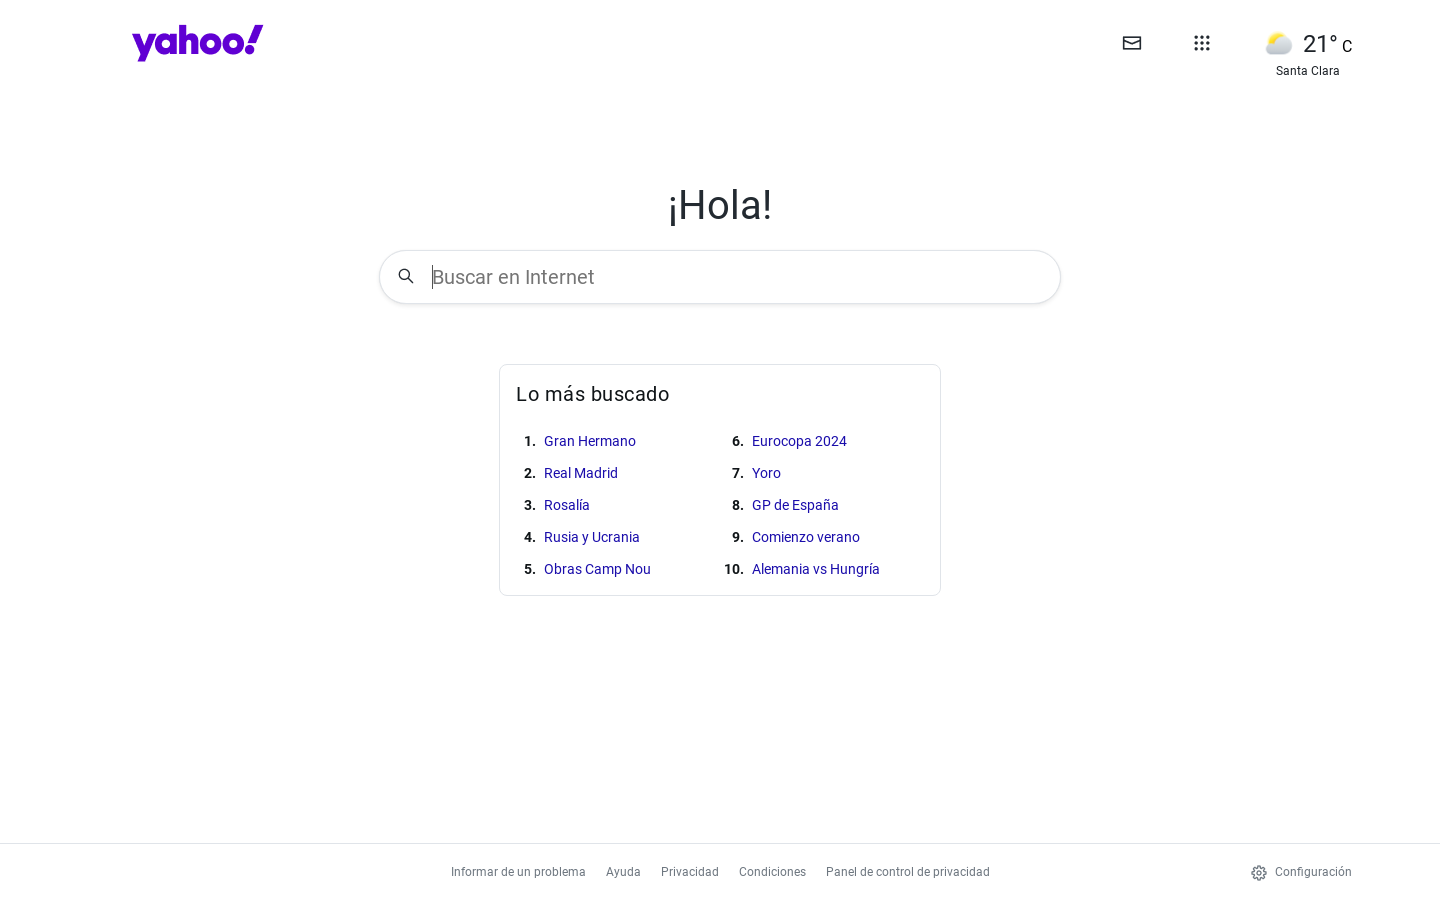 yahoo!
21° C
Santa Clara
¡Hola!
Buscar en Internet
Lo más buscado
1. Gran Hermano
2. Real Madrid
3. Rosalía
4. Rusia y Ucrania
5. Obras Camp Nou
6. Eurocopa 2024
7. Yoro
8. GP de España
9. Comienzo verano
10. Alemania vs Hungría
Informar de un problema Ayuda Privacidad Condiciones Panel de control de privacidad Configuración